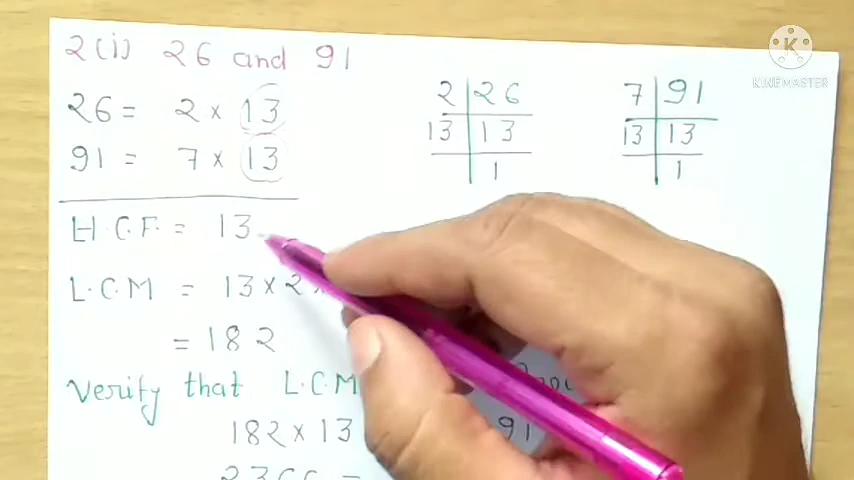 2(i) 26 and 91
26 = 2 × 13
91 = 7 × 13
2 | 26
13 | 13
1
7 | 91
13 | 13
1
H.C.F. = 13
L.C.M = 13 × 2 ×
= 182
Verify that L.C.M
182 × 13
91
K
KINEMASTER